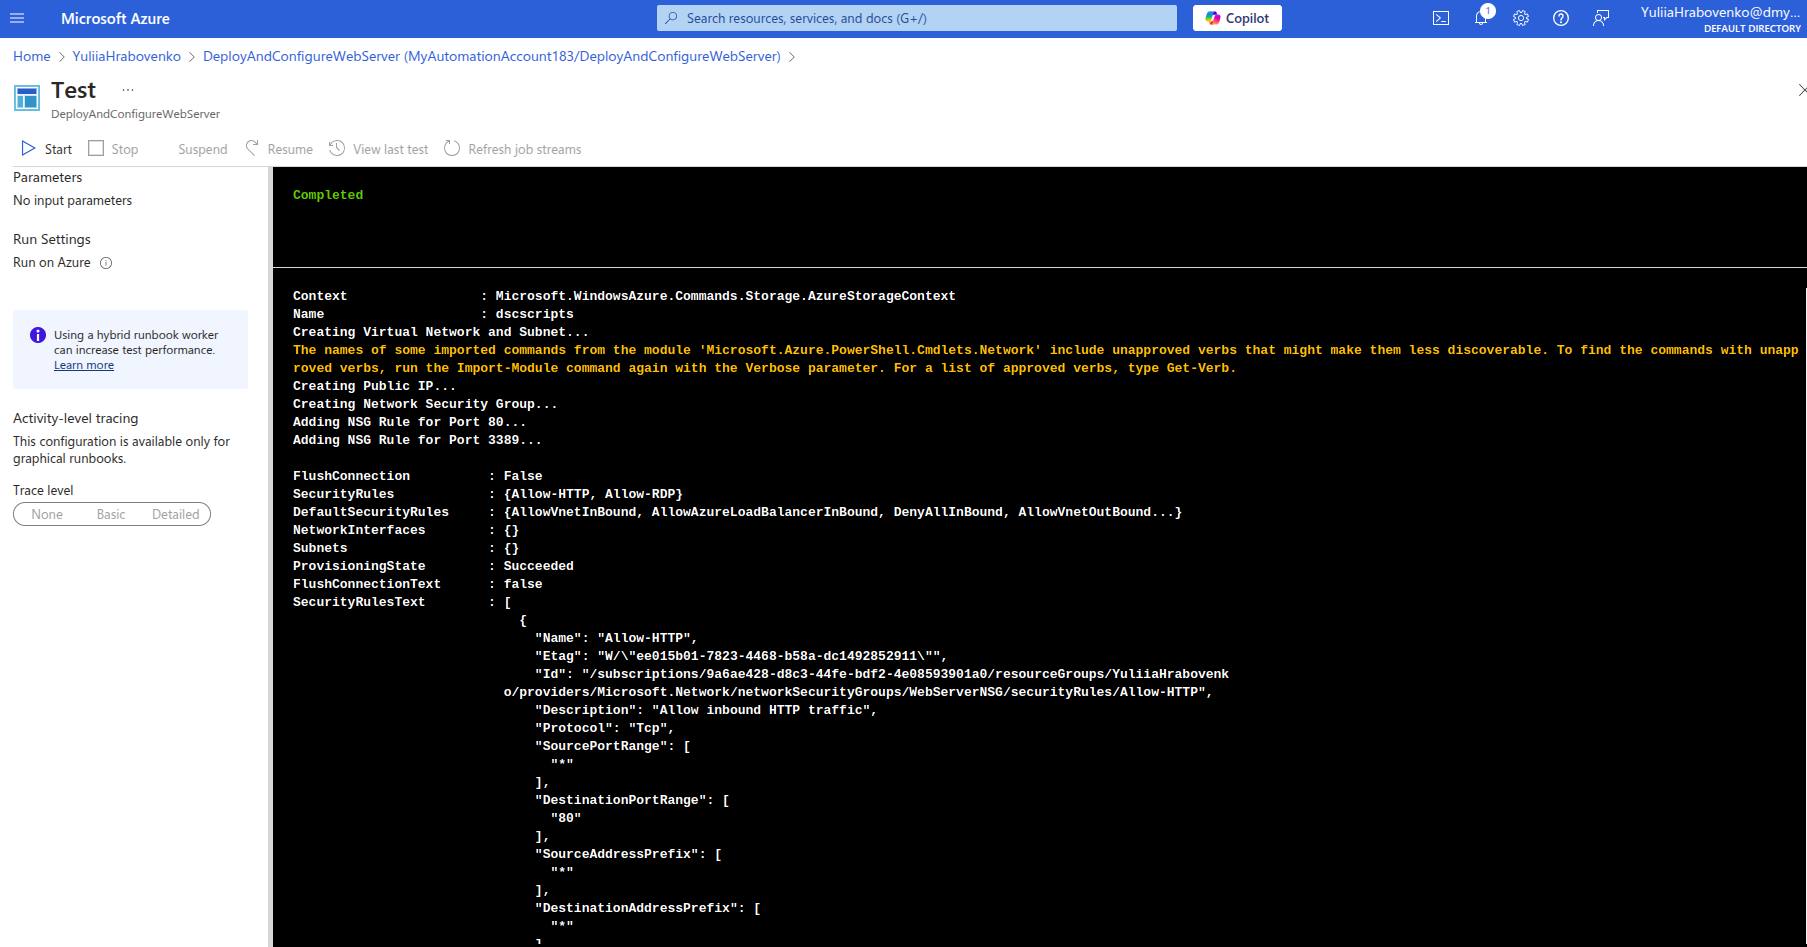 Microsoft Azure
Search resources, services, and docs (G+/)
Copilot
1
YuliiaHrabovenko@dmy...
DEFAULT DIRECTORY
Home > YuliiaHrabovenko > DeployAndConfigureWebServer (MyAutomationAccount183/DeployAndConfigureWebServer) >
Test ...
DeployAndConfigureWebServer
Start Stop Suspend Resume View last test Refresh job streams
Parameters
No input parameters
Run Settings
Run on Azure
Using a hybrid runbook worker
can increase test performance.
Learn more
Activity-level tracing
This configuration is available only for
graphical runbooks.
Trace level
None Basic Detailed
Completed
Context : Microsoft.WindowsAzure.Commands.Storage.AzureStorageContext
Name : dscscripts
Creating Virtual Network and Subnet...
The names of some imported commands from the module 'Microsoft.Azure.PowerShell.Cmdlets.Network' include unapproved verbs that might make them less discoverable. To find the commands with unapp
roved verbs, run the Import-Module command again with the Verbose parameter. For a list of approved verbs, type Get-Verb.
Creating Public IP...
Creating Network Security Group...
Adding NSG Rule for Port 80...
Adding NSG Rule for Port 3389...
FlushConnection : False
SecurityRules : {Allow-HTTP, Allow-RDP}
DefaultSecurityRules : {AllowVnetInBound, AllowAzureLoadBalancerInBound, DenyAllInBound, AllowVnetOutBound...}
NetworkInterfaces : {}
Subnets : {}
ProvisioningState : Succeeded
FlushConnectionText : false
SecurityRulesText : [
{
"Name": "Allow-HTTP",
"Etag": "W/\"ee015b01-7823-4468-b58a-dc1492852911\"",
"Id": "/subscriptions/9a6ae428-d8c3-44fe-bdf2-4e08593901a0/resourceGroups/YuliiaHrabovenk
o/providers/Microsoft.Network/networkSecurityGroups/WebServerNSG/securityRules/Allow-HTTP",
"Description": "Allow inbound HTTP traffic",
"Protocol": "Tcp",
"SourcePortRange": [
"*"
],
"DestinationPortRange": [
"80"
],
"SourceAddressPrefix": [
"*"
],
"DestinationAddressPrefix": [
"*"
]